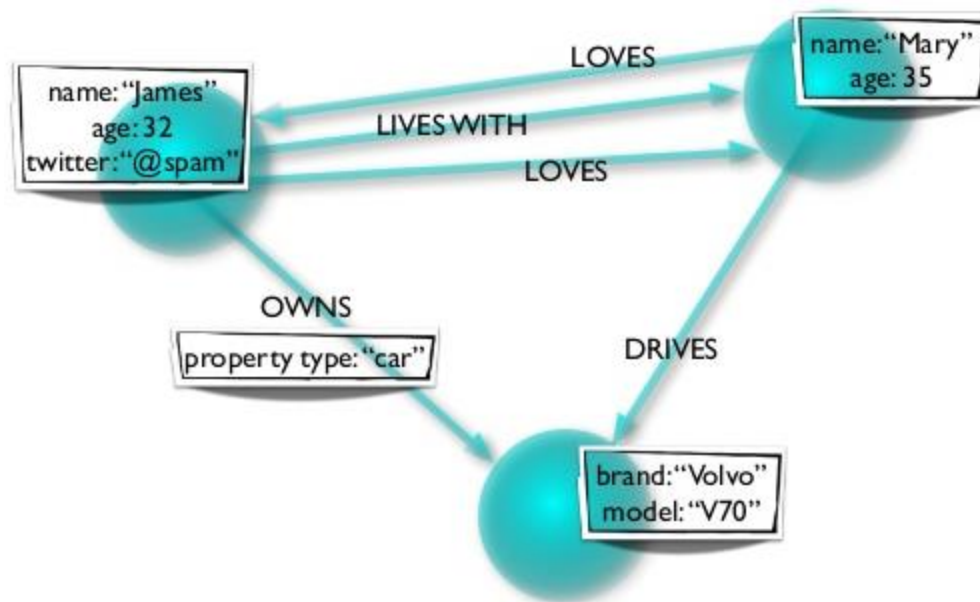 name:“James”
age: 32
twitter:“@spam”
LOVES
LIVES WITH
LOVES
name:“Mary”
age: 35
OWNS
property type:“car”
DRIVES
brand:“Volvo”
model:“V70”